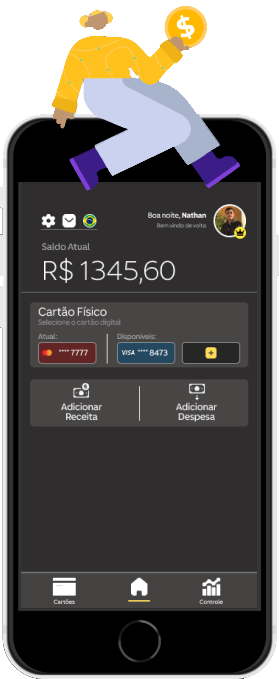 Boa noite, Nathan
Bem vindo de volta
Saldo Atual
R$ 1345,60
Cartão Físico
Selecione o cartão digital
Atual:
Disponíveis:
**** 7777
VISA **** 8473
Adicionar
Receita
Adicionar
Despesa
Cartões
Controle
$